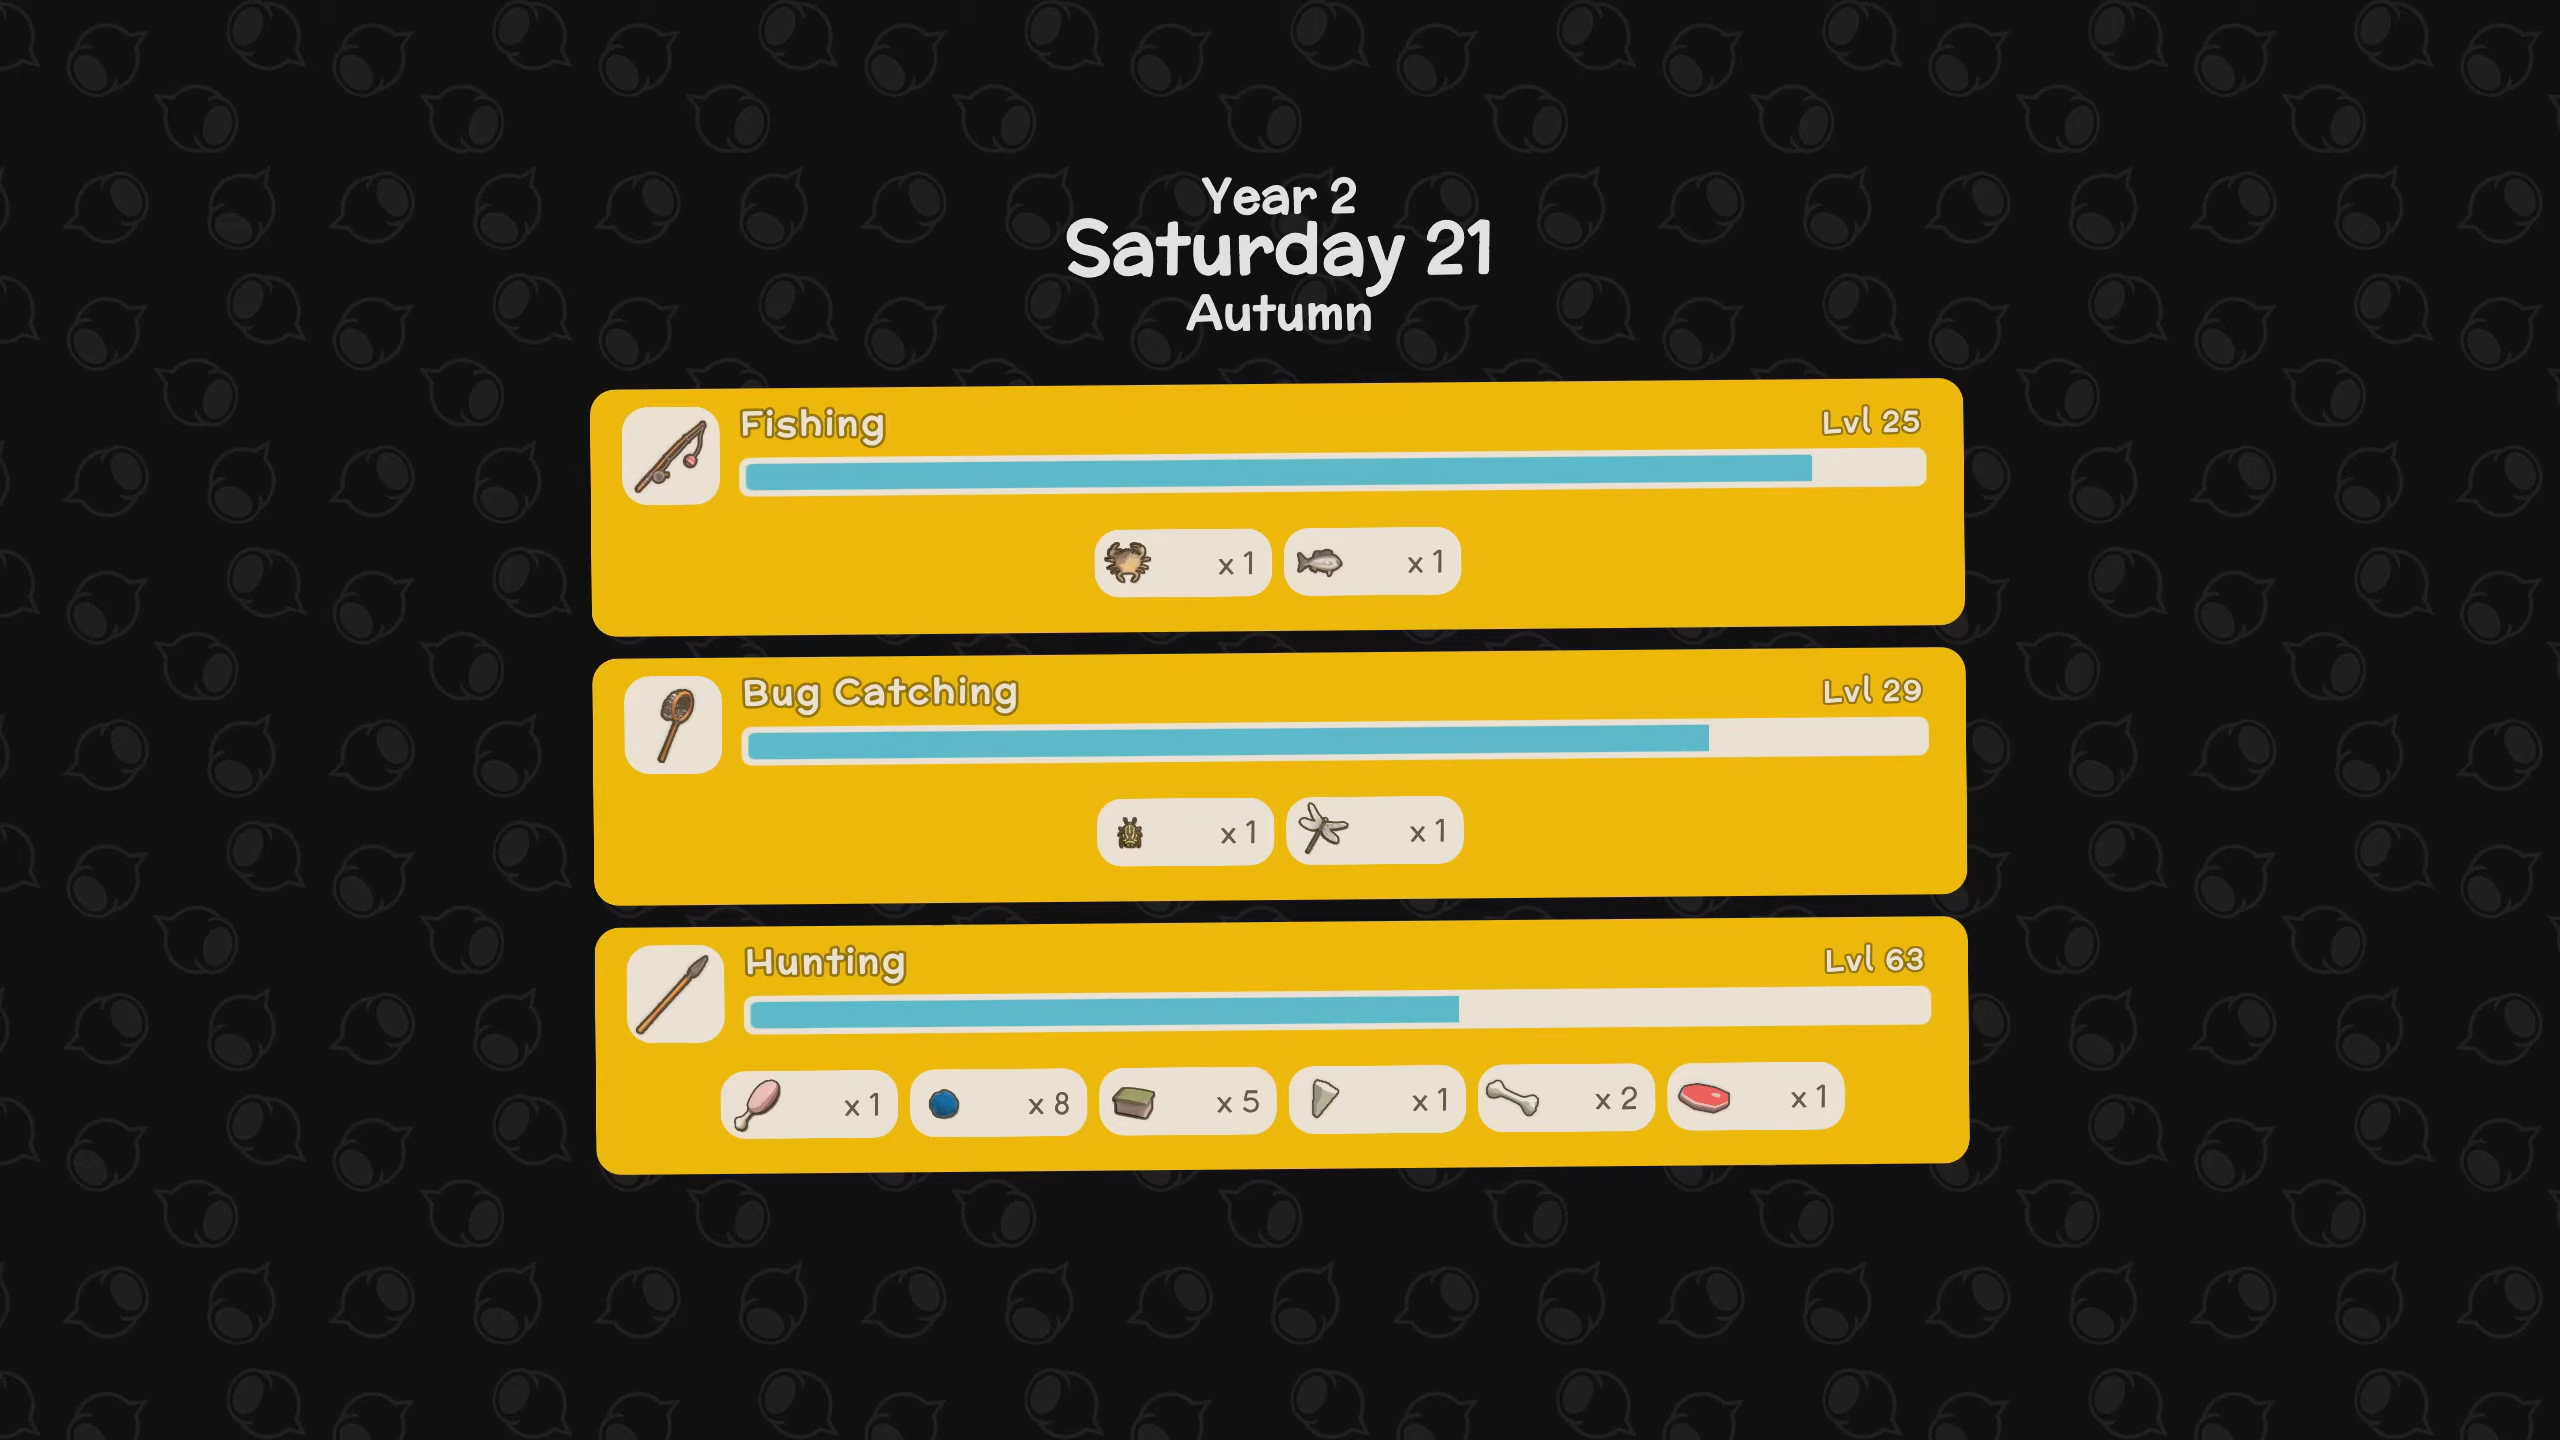 Year 2
Saturday 21
Autumn
Fishing Lvl 25
x 1 x 1
Bug Catching Lvl 29
x 1 x 1
Hunting Lvl 63
x 1 x 8 x 5 x 1 x 2 x 1